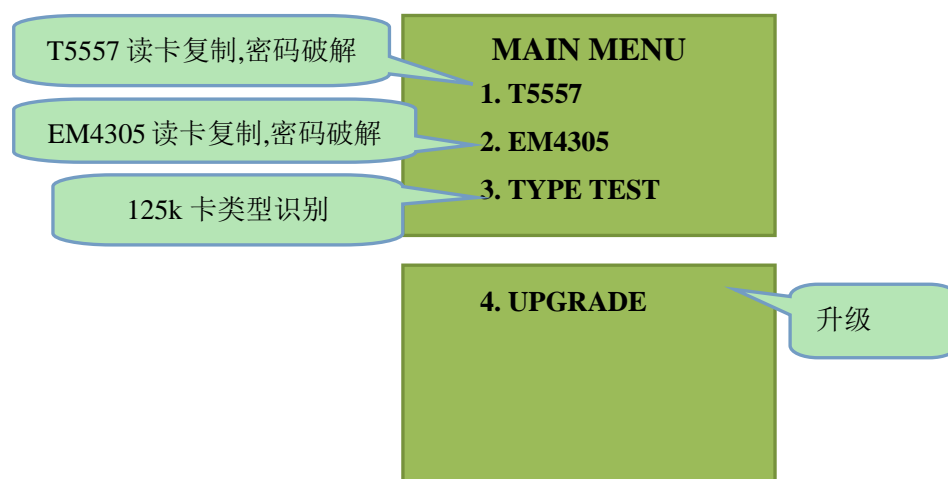 T5557 读卡复制,密码破解
MAIN MENU
1. T5557
EM4305 读卡复制,密码破解
2. EM4305
3. TYPE TEST
125k 卡类型识别
4. UPGRADE
升级